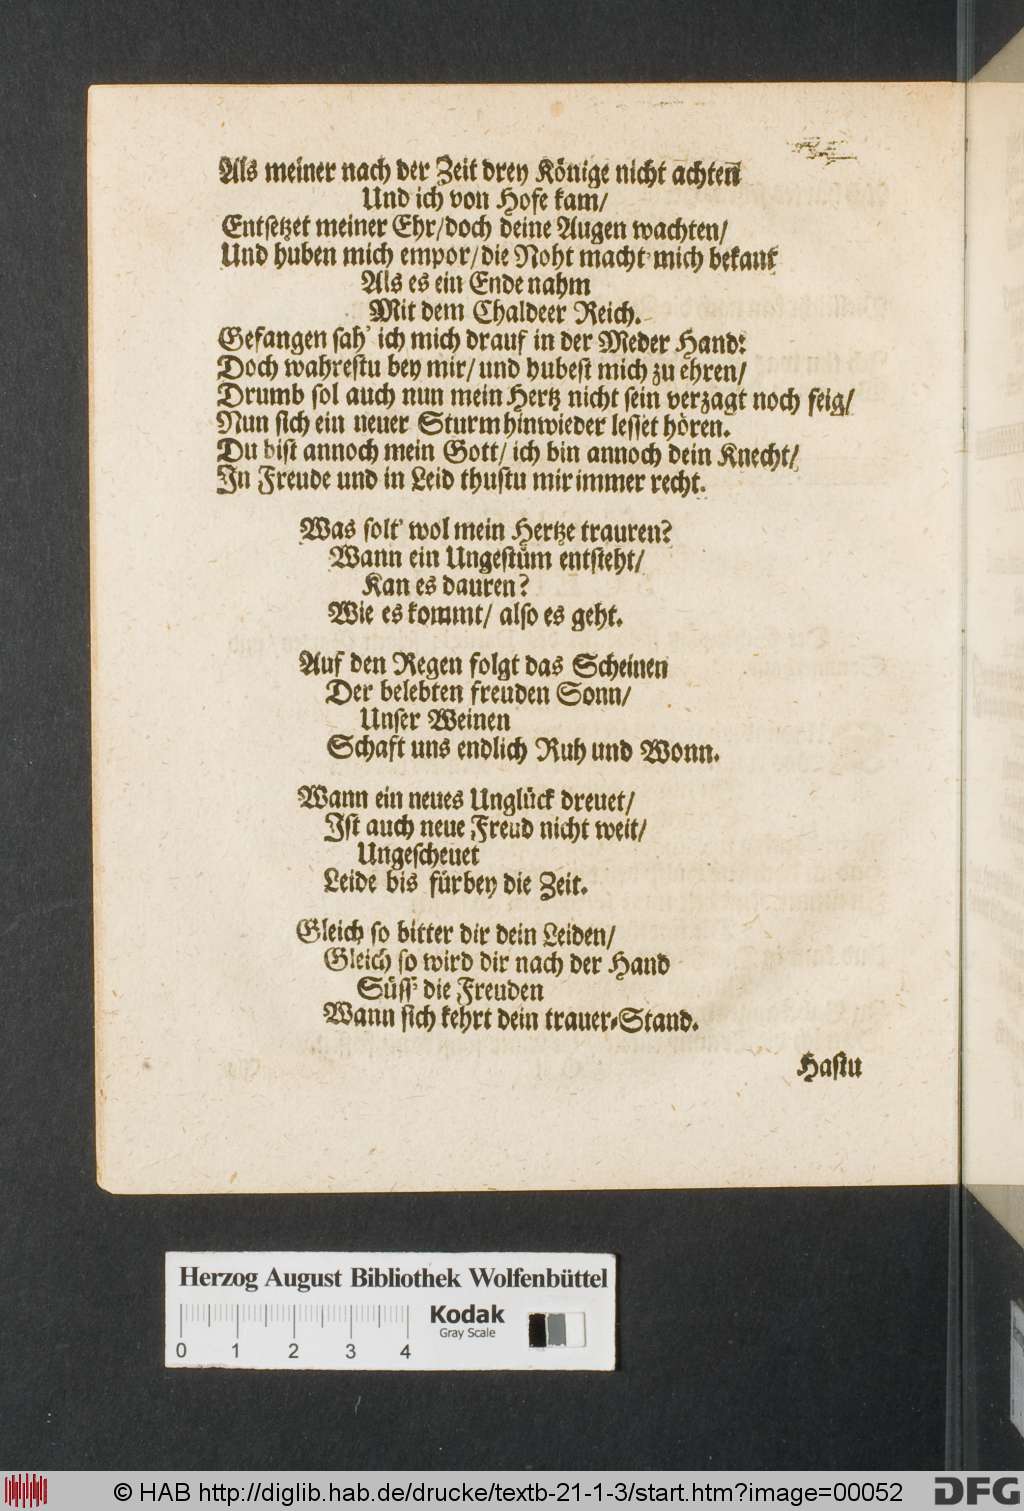 Als meiner nach der Zeit drey Könige nicht achten
Und ich von Hofe kam/
Entsetzet meiner Ehr/doch deine Augen wachten/
Und huben mich empor/die Noht macht mich bekant
Als es ein Ende nahm
Mit dem Chaldeer Reich.
Gefangen sah' ich mich drauf in der Meder Hand:
Doch wahrestu bey mir/ und hubest mich zu ehren/
Drumb sol auch nun mein Hertz nicht sein verzagt noch feig/
Nun sich ein neuer Sturm hinwieder lesset hören.
Du bist annoch mein Gott/ ich bin annoch dein Knecht/
In Freude und in Leid thustu mir immer recht.
Was solt' wol mein Hertze trauren?
Wann ein Ungestüm entsteht/
Kan es dauren?
Wie es kommt/ also es geht.
Auf den Regen folgt das Scheinen
Der belebten freuden Sonn/
Unser Weinen
Schaft uns endlich Ruh und Wonn.
Wann ein neues Unglück dreuet/
Ist auch neue Freud nicht weit/
Ungescheuet
Leide bis fürbey die Zeit.
Gleich so bitter dir dein Leiden/
Gleich so wird dir nach der Hand
Süß die Freuden
Wann sich kehrt dein trauer-Stand.
Hastu
Herzog August Bibliothek Wolfenbüttel
Kodak
Gray Scale
0 1 2 3 4
© HAB http://diglib.hab.de/drucke/textb-21-1-3/start.htm?image=00052
DFG